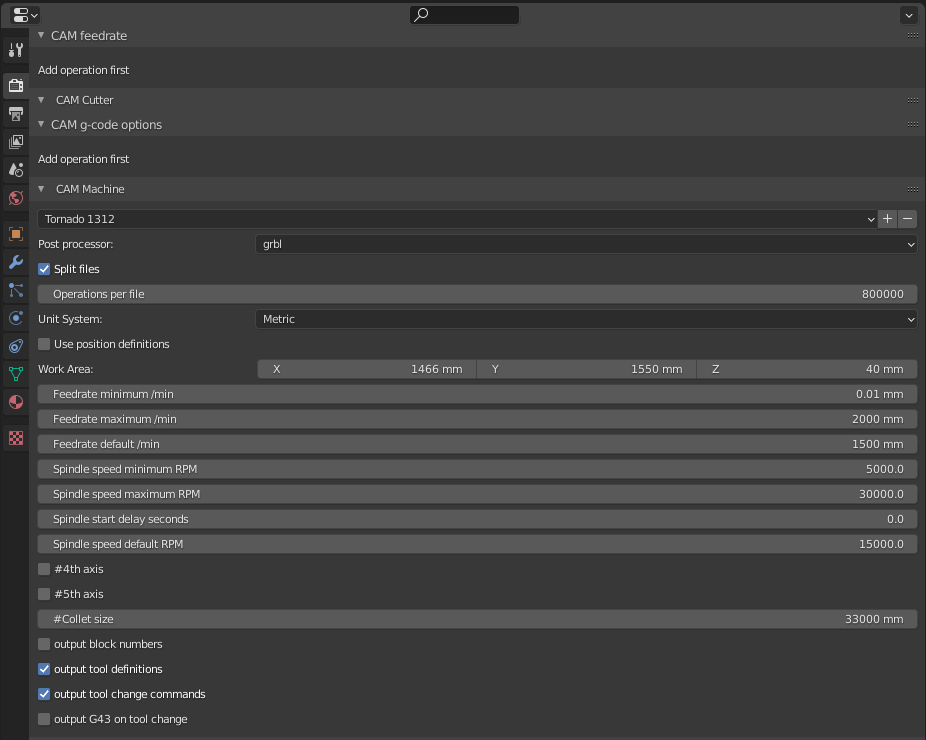 CAM feedrate
Add operation first
CAM Cutter
CAM g-code options
Add operation first
CAM Machine
Tornado 1312
Post processor: grbl
Split files
Operations per file 800000
Unit System: Metric
Use position definitions
Work Area: X 1466 mm Y 1550 mm Z 40 mm
Feedrate minimum /min 0.01 mm
Feedrate maximum /min 2000 mm
Feedrate default /min 1500 mm
Spindle speed minimum RPM 5000.0
Spindle speed maximum RPM 30000.0
Spindle start delay seconds 0.0
Spindle speed default RPM 15000.0
#4th axis
#5th axis
#Collet size 33000 mm
output block numbers
output tool definitions
output tool change commands
output G43 on tool change